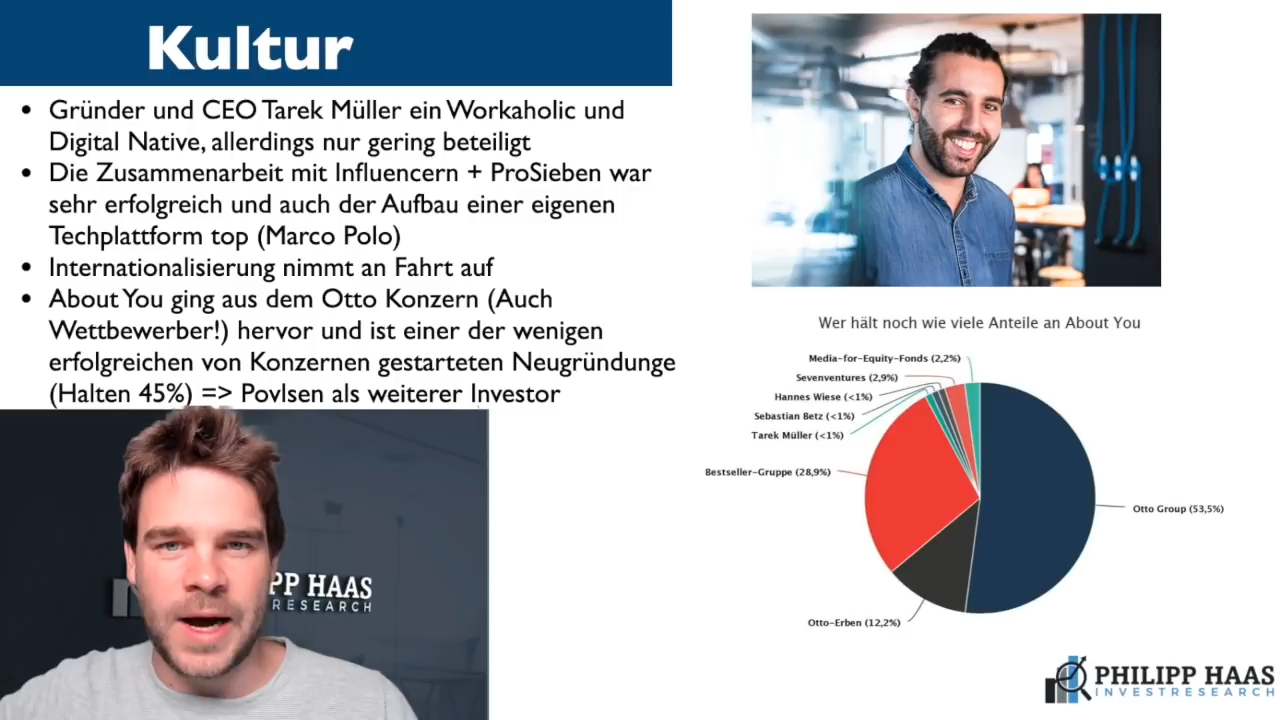 Kultur
• Gründer und CEO Tarek Müller ein Workaholic und
Digital Native, allerdings nur gering beteiligt
• Die Zusammenarbeit mit Influencern + ProSieben war
sehr erfolgreich und auch der Aufbau einer eigenen
Techplattform top (Marco Polo)
• Internationalisierung nimmt an Fahrt auf
• About You ging aus dem Otto Konzern (Auch
Wettbewerber!) hervor und ist einer der wenigen
erfolgreichen von Konzernen gestarteten Neugründunge
(Halten 45%) => Povlsen als weiterer Investor
Wer hält noch wie viele Anteile an About You
Media-for-Equity-Fonds (2,2%)
Sevenventures (2,9%)
Hannes Wiese (<1%)
Sebastian Betz (<1%)
Tarek Müller (<1%)
Bestseller-Gruppe (28,9%)
Otto Group (53,5%)
Otto-Erben (12,2%)
IPP HAAS
RESEARCH
PHILIPP HAAS
INVESTRESEARCH